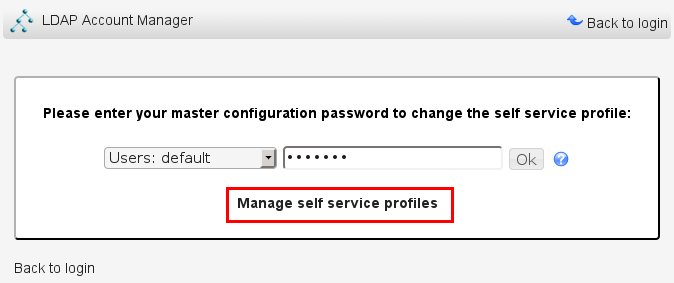 LDAP Account Manager
Back to login
Please enter your master configuration password to change the self service profile:
Users: default
•••••••
Ok
Manage self service profiles
Back to login